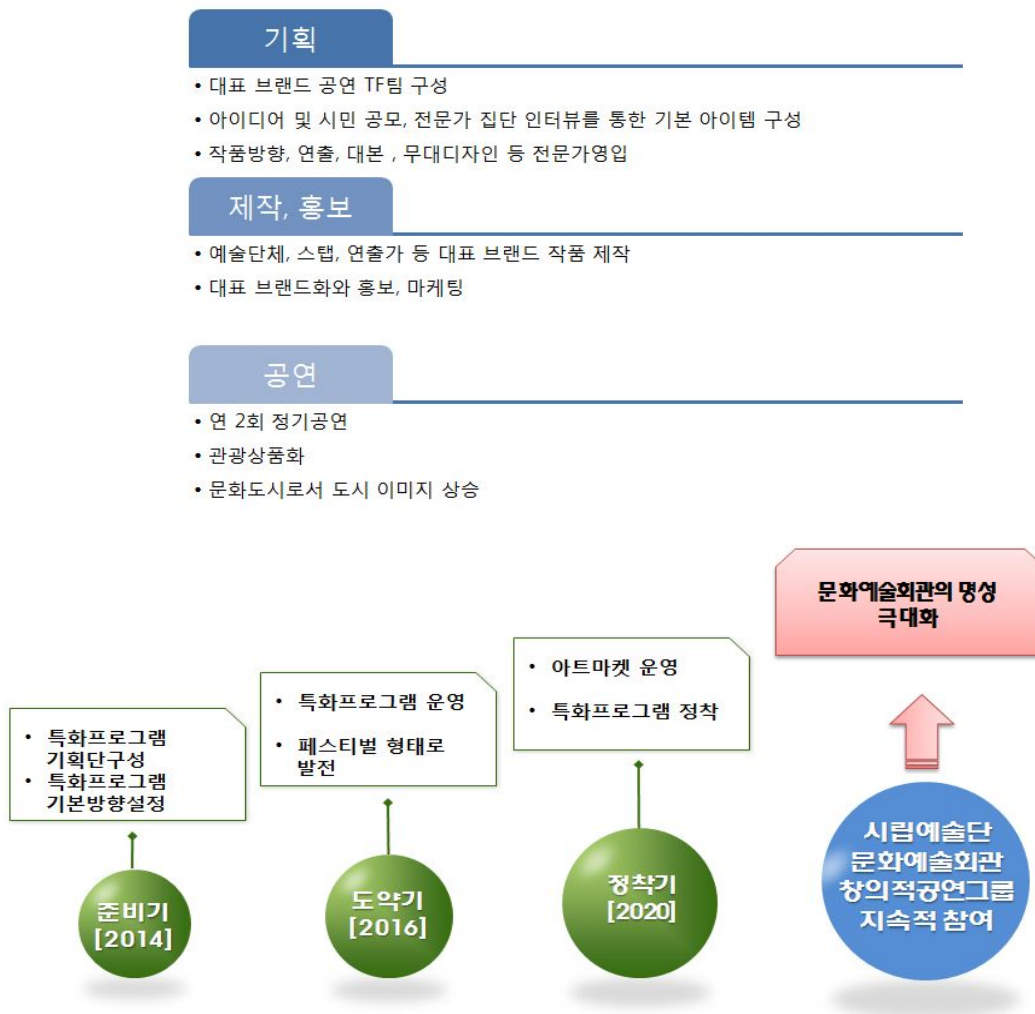 기획
• 대표 브랜드 공연 TF팀 구성
• 아이디어 및 시민 공모, 전문가 집단 인터뷰를 통한 기본 아이템 구성
• 작품방향, 연출, 대본 , 무대디자인 등 전문가영입
제작, 홍보
• 예술단체, 스탭, 연출가 등 대표 브랜드 작품 제작
• 대표 브랜드화와 홍보, 마케팅
공연
• 연 2회 정기공연
• 관광상품화
• 문화도시로서 도시 이미지 상승
• 특화프로그램
기획단구성
• 특화프로그램
기본방향설정
준비기
[2014]
• 특화프로그램 운영
• 페스티벌 형태로
발전
도약기
[2016]
• 아트마켓 운영
• 특화프로그램 정착
정착기
[2020]
문화예술회관의 명성
극대화
시립예술단
문화예술회관
창의적공연그룹
지속적 참여